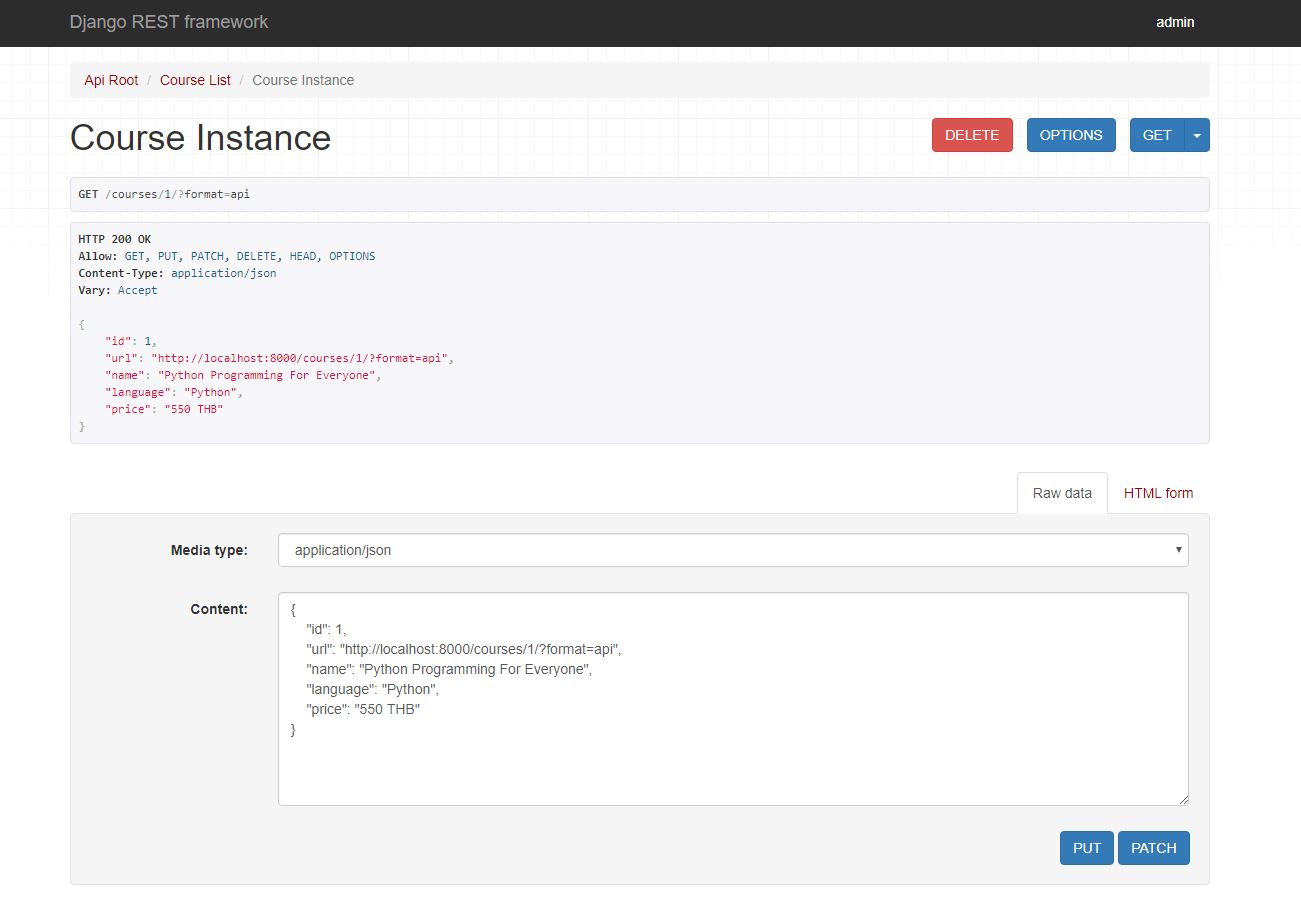 Django REST framework admin
Api Root / Course List / Course Instance
Course Instance DELETE OPTIONS GET
GET /courses/1/?format=api
HTTP 200 OK
Allow: GET, PUT, PATCH, DELETE, HEAD, OPTIONS
Content-Type: application/json
Vary: Accept
{
"id": 1,
"url": "http://localhost:8000/courses/1/?format=api",
"name": "Python Programming For Everyone",
"language": "Python",
"price": "550 THB"
}
Raw data HTML form
Media type: application/json
Content: {
"id": 1,
"url": "http://localhost:8000/courses/1/?format=api",
"name": "Python Programming For Everyone",
"language": "Python",
"price": "550 THB"
}
PUT PATCH